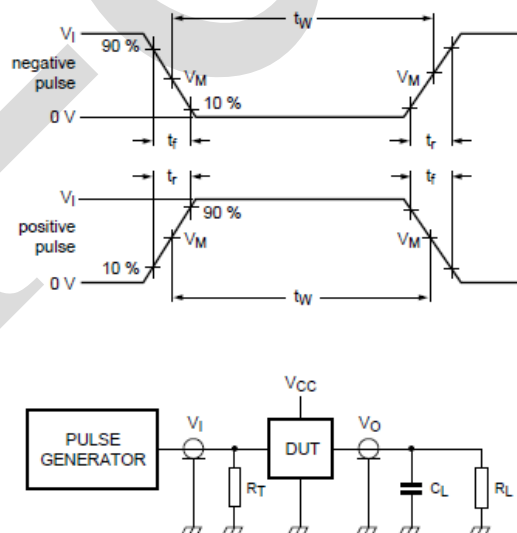 tW
VI
90 %
negative
pulse
VM
VM
10 %
0 V
tf
tr
tr
tf
VI
90 %
positive
pulse
VM
VM
10 %
0 V
tW
VCC
PULSE
GENERATOR
VI
DUT
VO
RT
CL
RL